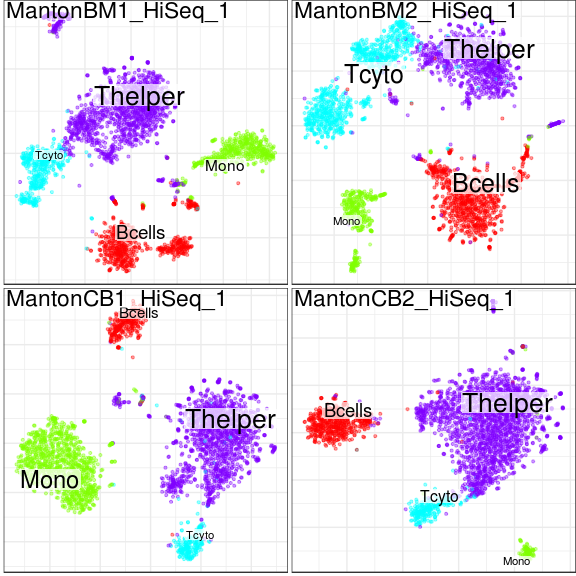 MantonBM1_HiSeq_1
Thelper
Tcyto
Mono
Bcells
MantonBM2_HiSeq_1
Thelper
Tcyto
Bcells
Mono
MantonCB1_HiSeq_1
Bcells
Thelper
Mono
Tcyto
MantonCB2_HiSeq_1
Thelper
Bcells
Tcyto
Mono